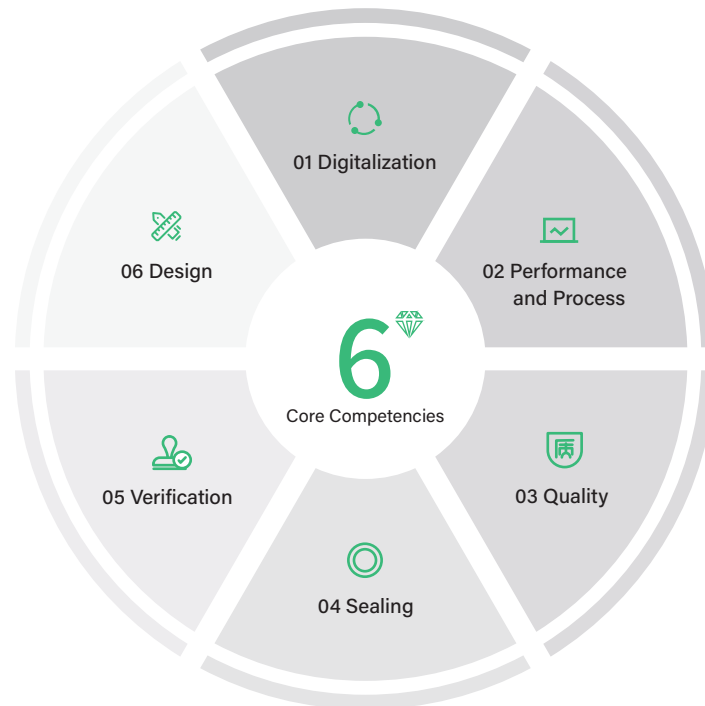 01 Digitalization
02 Performance
and Process
03 Quality
04 Sealing
05 Verification
06 Design
6
Core Competencies